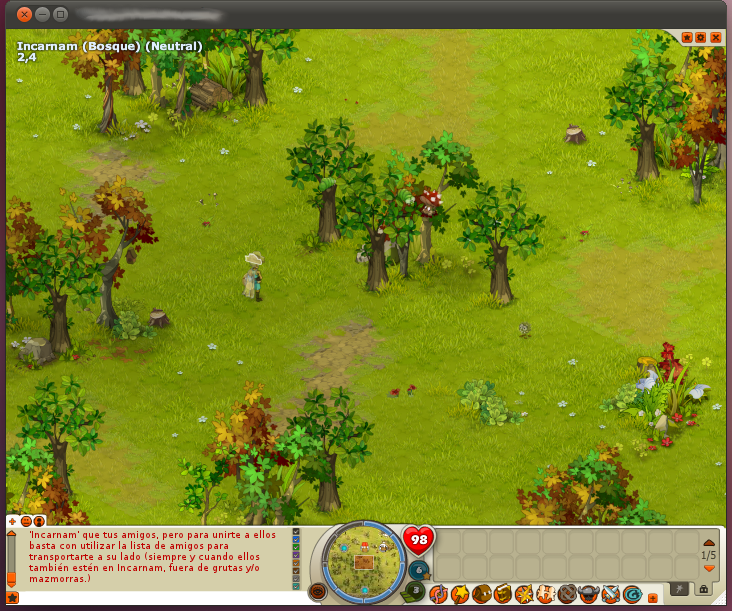 Incarnam (Bosque) (Neutral)
2,4
'Incarnam' que tus amigos, pero para unirte a ellos
basta con utilizar la lista de amigos para
transportarte a su lado (siempre y cuando ellos
también estén en Incarnam, fuera de grutas y/o
mazmorras.)
98
6
3
1/5